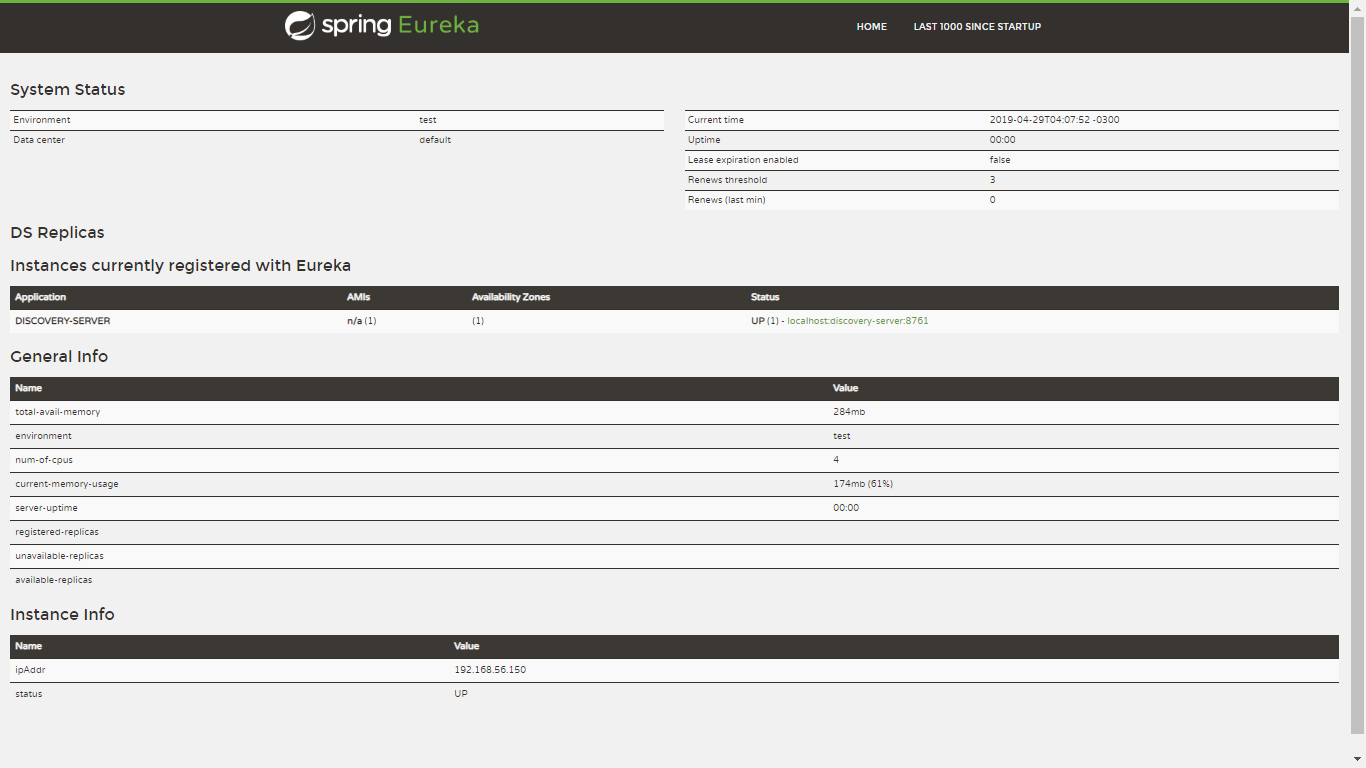 spring Eureka
HOME LAST 1000 SINCE STARTUP
System Status
Environment test
Data center default
Current time 2019-04-29T04:07:52 -0300
Uptime 00:00
Lease expiration enabled false
Renews threshold 3
Renews (last min) 0
DS Replicas
Instances currently registered with Eureka
Application AMIs Availability Zones Status
DISCOVERY-SERVER n/a (1) (1) UP (1) - localhost:discovery-server:8761
General Info
Name Value
total-avail-memory 284mb
environment test
num-of-cpus 4
current-memory-usage 174mb (61%)
server-uptime 00:00
registered-replicas
unavailable-replicas
available-replicas
Instance Info
Name Value
ipAddr 192.168.56.150
status UP